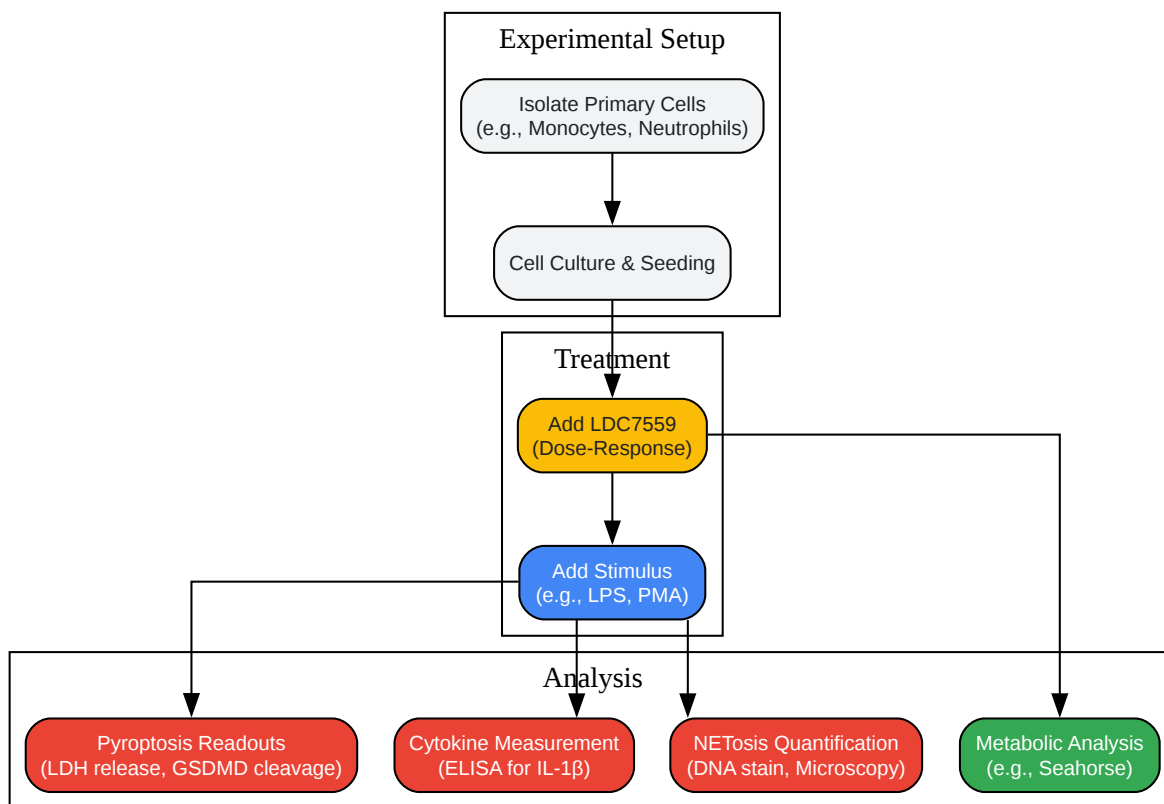 Experimental Setup
Isolate Primary Cells
(e.g., Monocytes, Neutrophils)
Cell Culture & Seeding
Treatment
Add LDC7559
(Dose-Response)
Add Stimulus
(e.g., LPS, PMA)
Analysis
Pyroptosis Readouts
(LDH release, GSDMD cleavage)
Cytokine Measurement
(ELISA for IL-1β)
NETosis Quantification
(DNA stain, Microscopy)
Metabolic Analysis
(e.g., Seahorse)